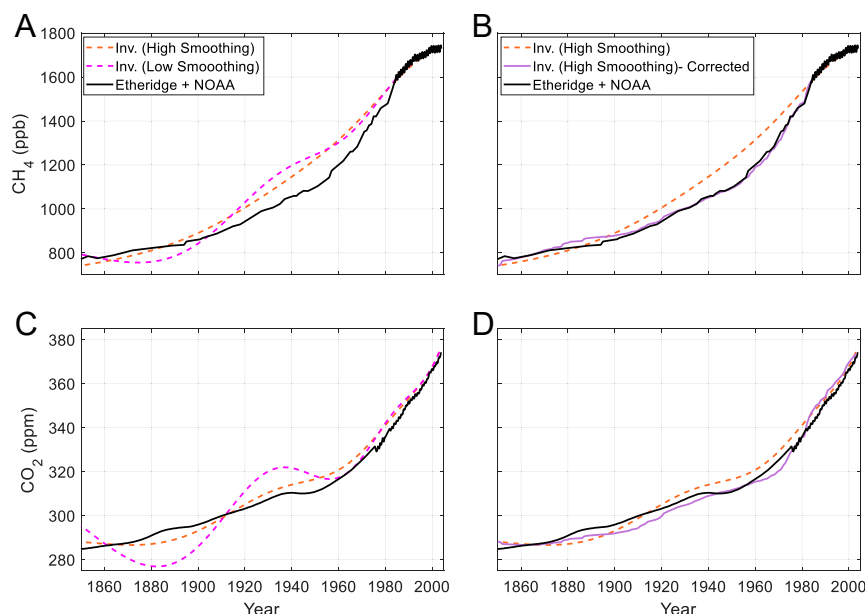 A
B
1800
1600
1400
1200
1000
800
CH4 (ppb)
Inv. (High Smoothing)
Inv. (Low Smooothing)
Etheridge + NOAA
Inv. (High Smoothing)
Inv. (High Smooothing)- Corrected
Etheridge + NOAA
C
D
380
360
340
320
300
280
CO2 (ppm)
1860 1880 1900 1920 1940 1960 1980 2000
Year
1860 1880 1900 1920 1940 1960 1980 2000
Year